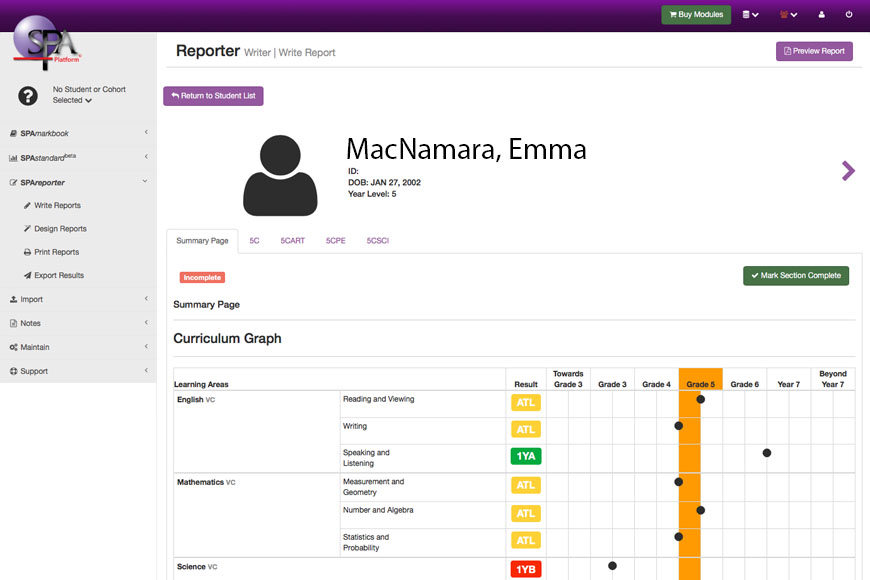 Buy Modules
SPA
Platform
Reporter Writer | Write Report
Preview Report
No Student or Cohort
Selected
Return to Student List
SPAmarkbook
SPAstandard beta
SPAreporter
Write Reports
Design Reports
Print Reports
Export Results
Import
Notes
Maintain
Support
MacNamara, Emma
ID:
DOB: JAN 27, 2002
Year Level: 5
Summary Page 5C 5CART 5CPE 5CSCI
Incomplete
Mark Section Complete
Summary Page
Curriculum Graph
Learning Areas Result Towards Grade 3 Grade 3 Grade 4 Grade 5 Grade 6 Year 7 Beyond Year 7
English VC Reading and Viewing ATL
Writing ATL
Speaking and
Listening 1YA
Mathematics VC Measurement and
Geometry ATL
Number and Algebra ATL
Statistics and
Probability ATL
Science VC 1YB